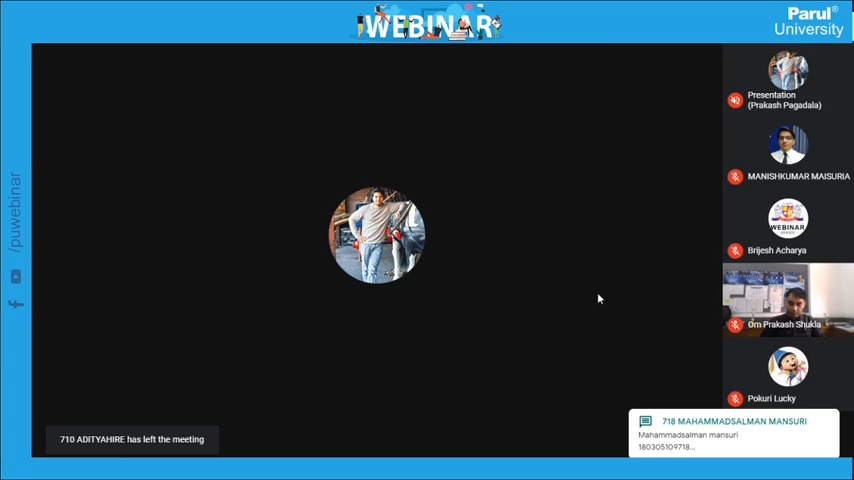 WEBINAR
Parul®
University
/puwebinar
Presentation
(Prakash Pagadala)
MANISHKUMAR MAISURIA
WEBINAR
Brijesh Acharya
Om Prakash Shukla
Pokuri Lucky
710 ADITYAHIRE has left the meeting
718 MAHAMMADSALMAN MANSURI
Mahammadsalman mansuri
180305109718...